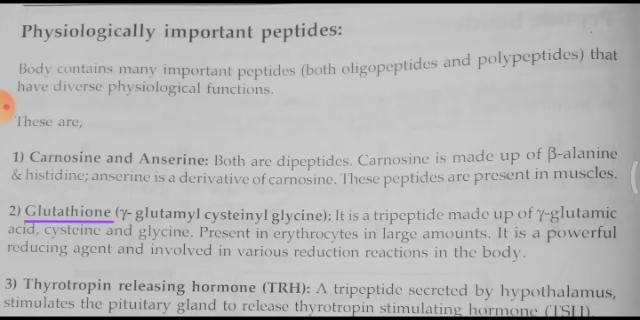 Physiologically important peptides:
Body contains many important peptides (both oligopeptides and polypeptides) that
have diverse physiological functions.
These are,
1) Carnosine and Anserine: Both are dipeptides. Carnosine is made up of β-alanine
& histidine; anserine is a derivative of carnosine. These peptides are present in muscles.
2) Glutathione (γ- glutamyl cysteinyl glycine): It is a tripeptide made up of γ-glutamic
acid, cysteine and glycine. Present in erythrocytes in large amounts. It is a powerful
reducing agent and involved in various reduction reactions in the body.
3) Thyrotropin releasing hormone (TRH): A tripeptide secreted by hypothalamus,
stimulates the pituitary gland to release thyrotropin stimulating hormone (TSH).